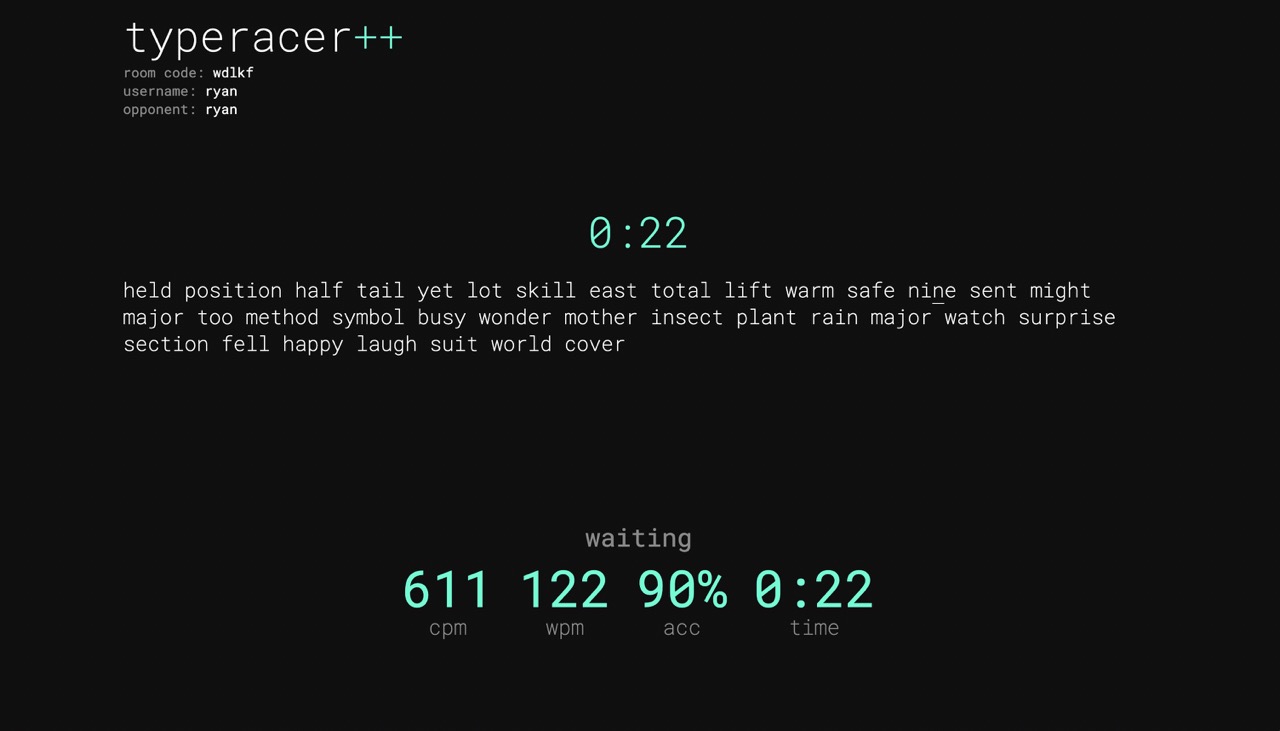 typeracer++
room code: wdlkf
username: ryan
opponent: ryan
0:22
held position half tail yet lot skill east total lift warm safe nine sent might
major too method symbol busy wonder mother insect plant rain major watch surprise
section fell happy laugh suit world cover
waiting
611 122 90% 0:22
cpm wpm acc time